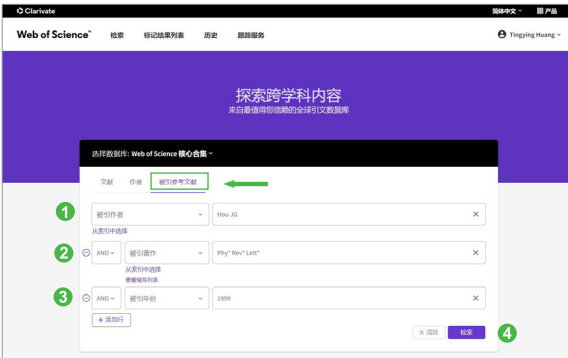 Clarivate 简体中文 产品
Web of Science™ 检索 标记结果列表 历史 跟踪服务 Tingying Huang
探索跨学科内容
来自最值得您信赖的全球引文数据库
选择数据库: Web of Science 核心合集
文献 作者 被引参考文献
1 被引作者 Hou JG
从索引中选择
2 AND 被引著作 Phy* Rev* Lett*
从索引中选择
查看缩写列表
3 AND 被引年份 1999
+ 添加行
× 清除 检索 4